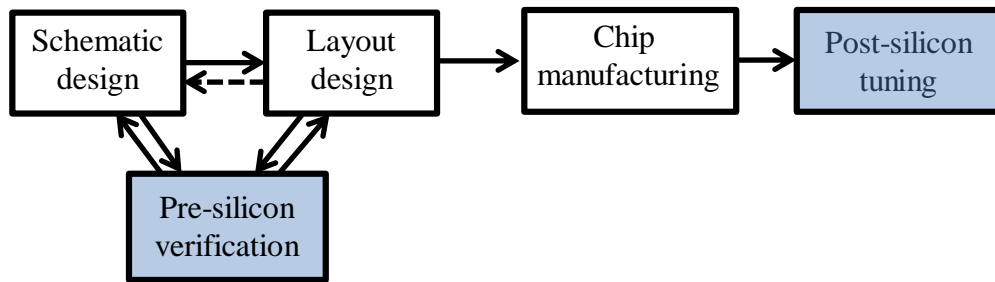 Schematic
design
Layout
design
Chip
manufacturing
Post-silicon
tuning
Pre-silicon
verification